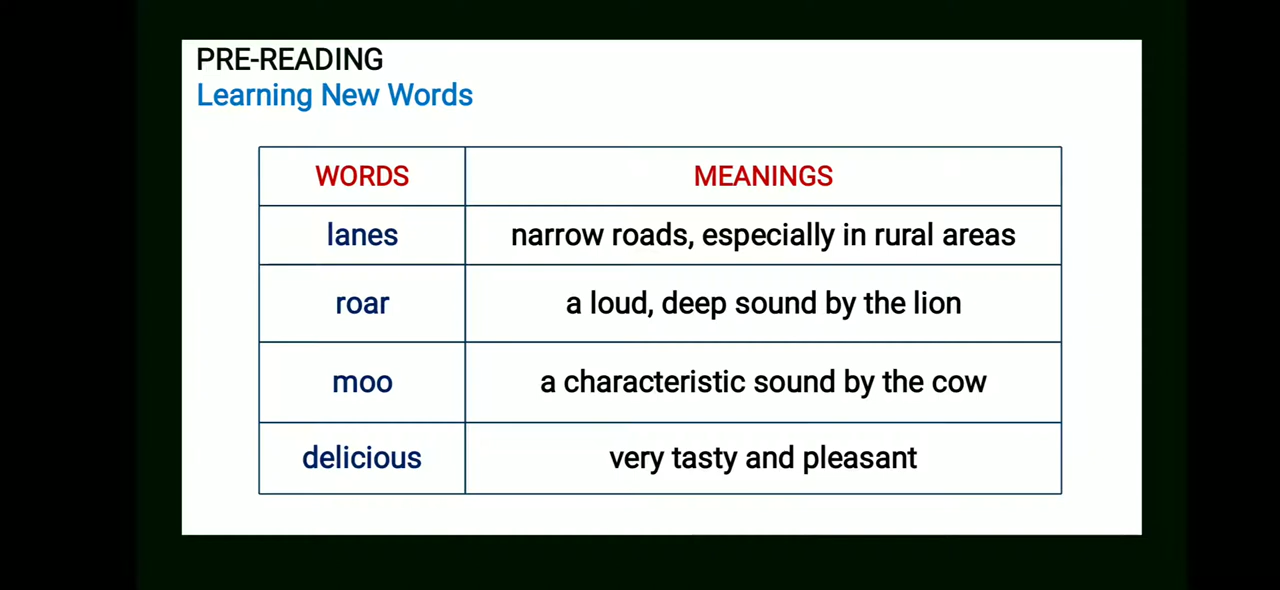 PRE-READING
Learning New Words
WORDS MEANINGS
lanes narrow roads, especially in rural areas
roar a loud, deep sound by the lion
moo a characteristic sound by the cow
delicious very tasty and pleasant